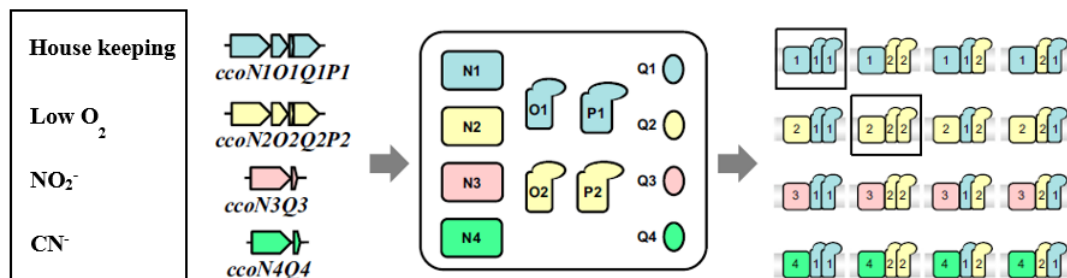 House keeping
Low O2
NO2-
CN-
ccoN1O1Q1P1
ccoN2O2Q2P2
ccoN3Q3
ccoN4O4
N1
N2
N3
N4
O1
P1
O2
P2
Q1
Q2
Q3
Q4
1 1 1 1 2 2 1 1 2 1 2 1
2 1 1 2 2 2 2 1 2 2 2 1
3 1 1 3 2 2 3 1 2 3 2 1
4 1 1 4 2 2 4 1 2 4 2 1